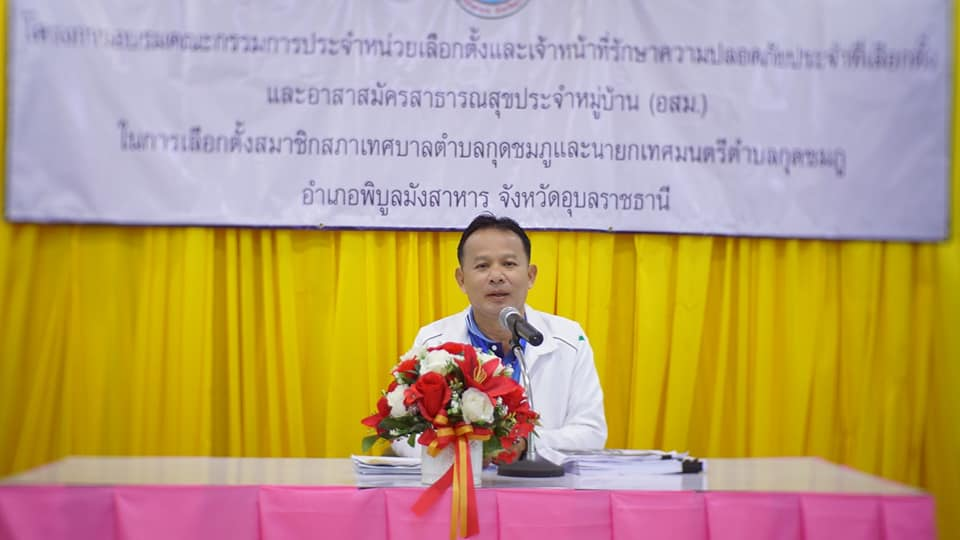 โครงการอบรมคณะกรรมการประจำหน่วยเลือกตั้งและเจ้าหน้าที่รักษาความปลอดภัยประจำที่เลือกตั้ง
และอาสาสมัครสาธารณสุขประจำหมู่บ้าน (อสม.)
ในการเลือกตั้งสมาชิกสภาเทศบาลตำบลกุดชมภูและนายกเทศมนตรีตำบลกุดชมภู
อำเภอพิบูลมังสาหาร จังหวัดอุบลราชธานี